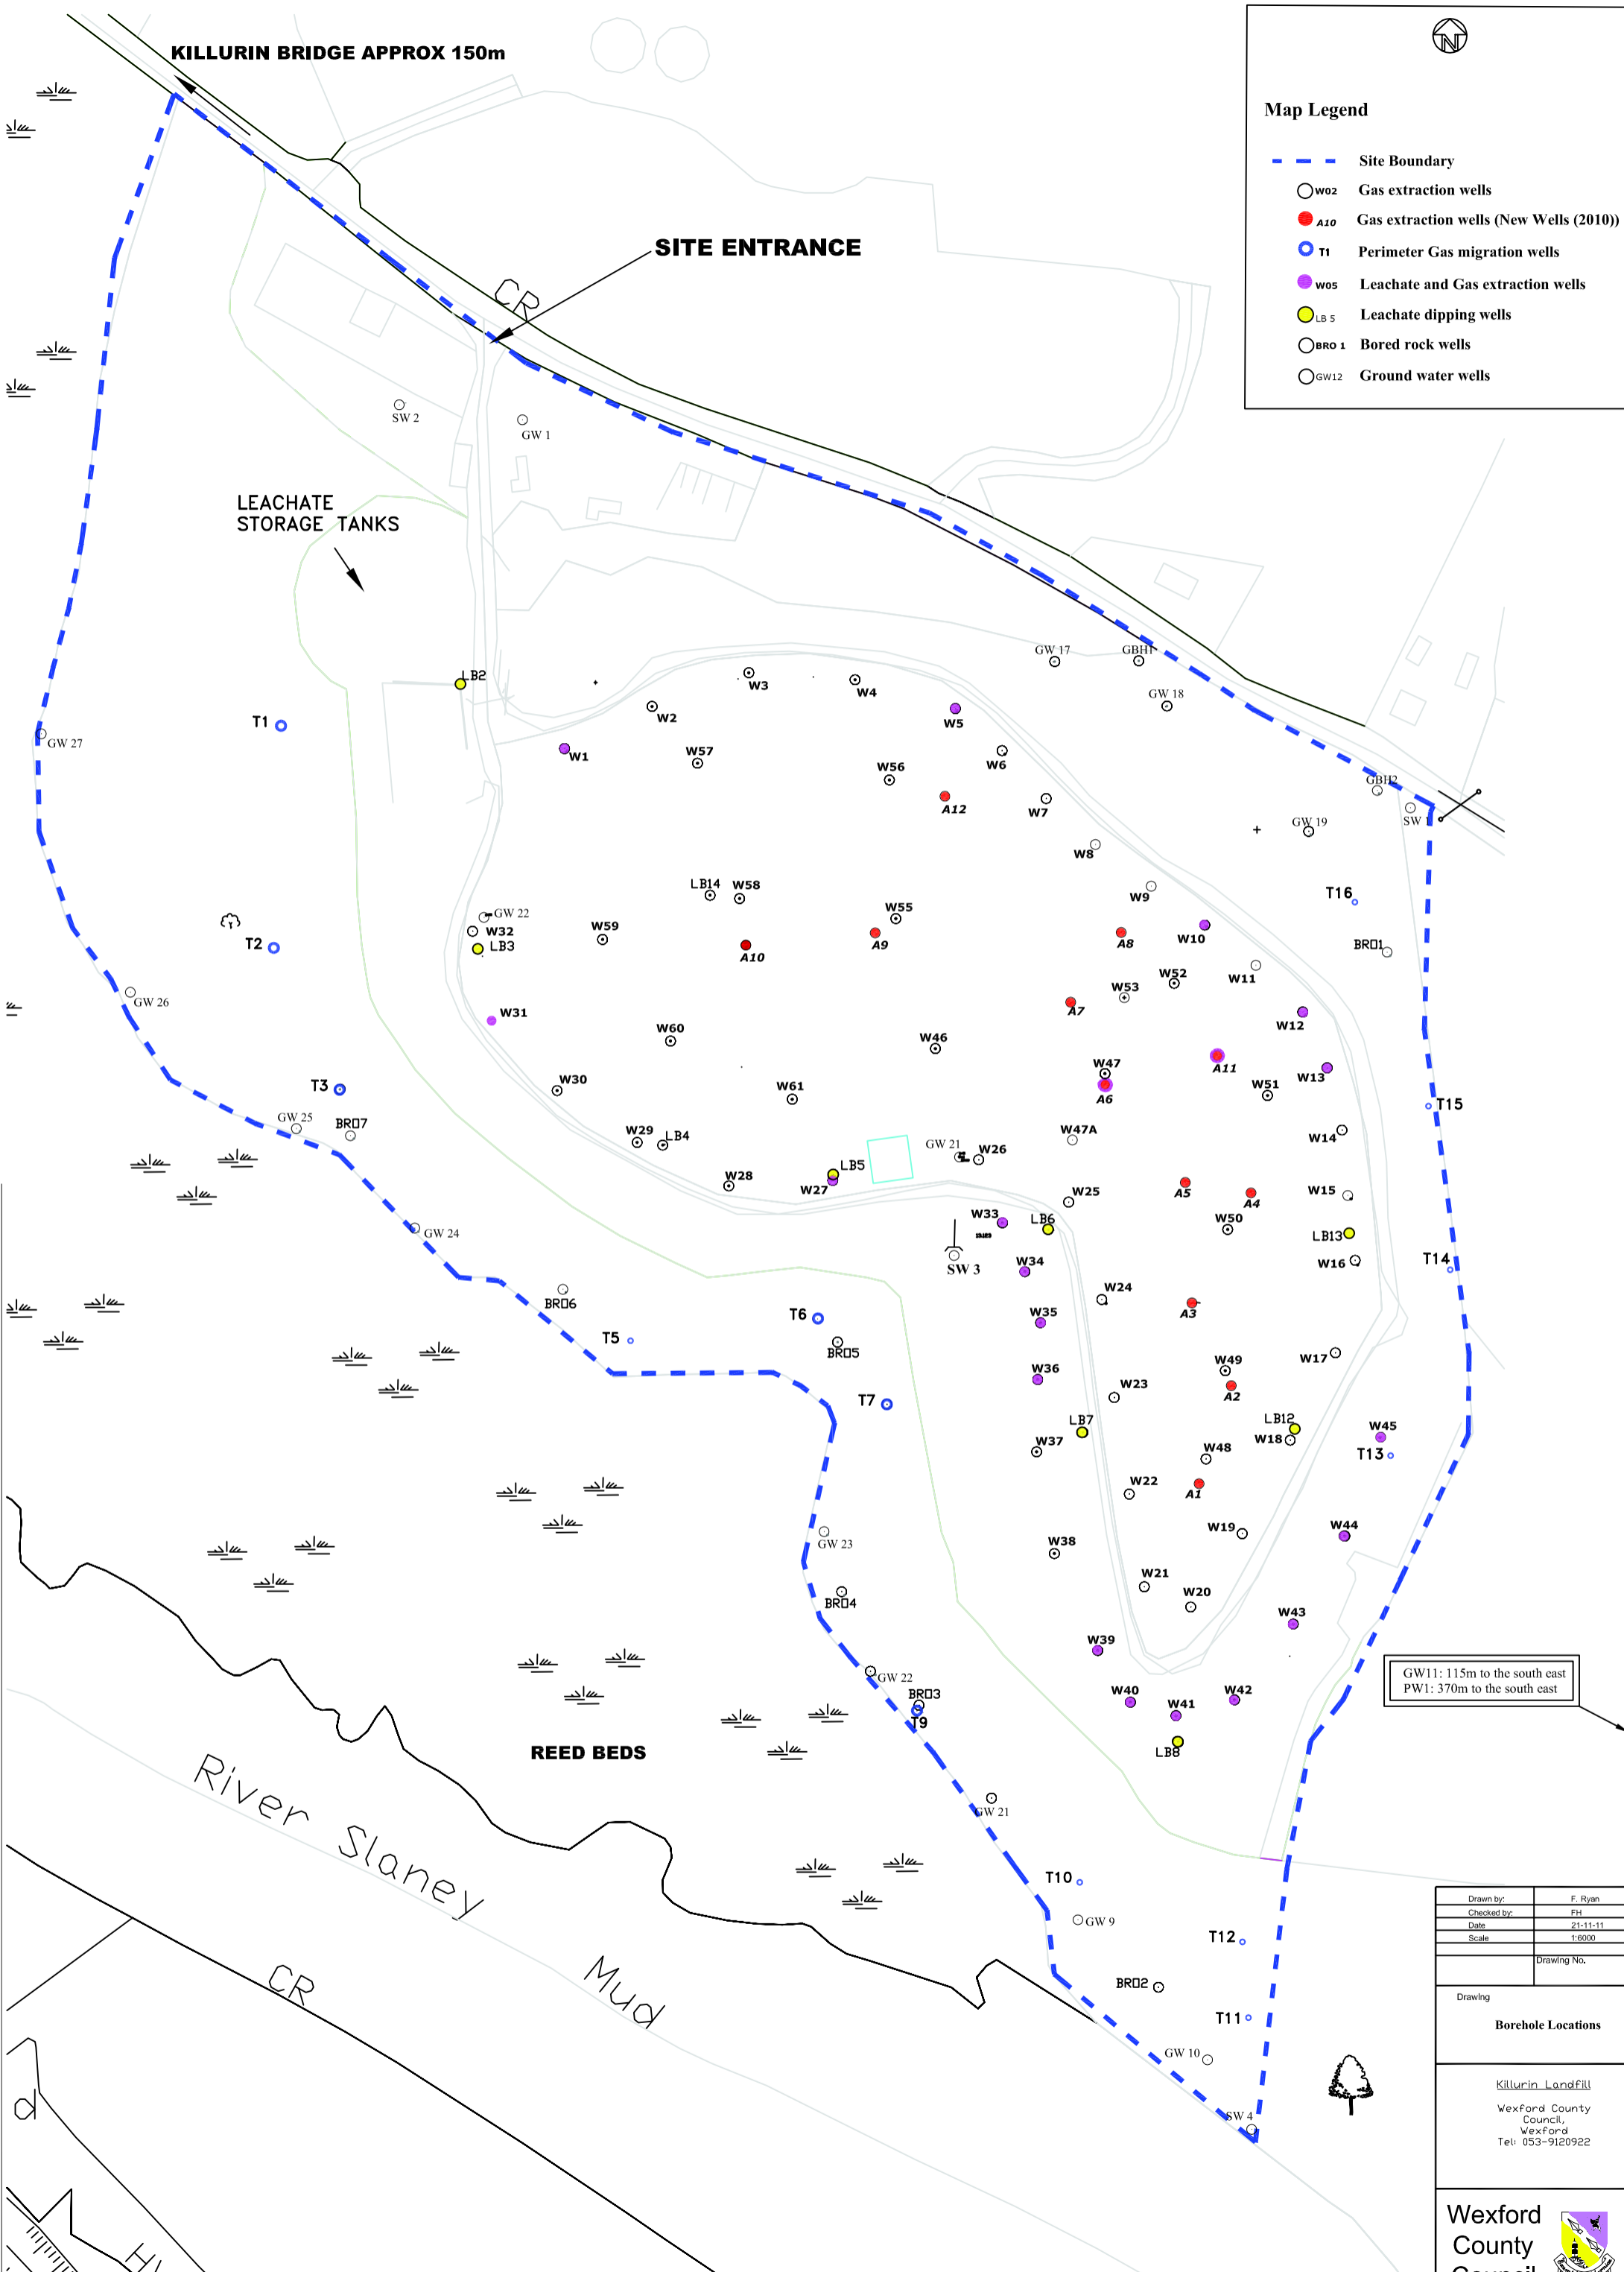 KILLURIN BRIDGE APPROX 150m
Map Legend
Site Boundary
W02 Gas extraction wells
A10 Gas extraction wells (New Wells (2010))
T1 Perimeter Gas migration wells
W05 Leachate and Gas extraction wells
LB 5 Leachate dipping wells
BRO 1 Bored rock wells
GW12 Ground water wells
SITE ENTRANCE
CR
SW 2
GW 1
LEACHATE
STORAGE TANKS
GW 17
GBH1
LB2
W3
W4
GW 18
W2
W5
T1
GW 27
W1
W57
W6
W56
A12
W7
GBH2
SW 1
GW 19
W8
W9
T16
LB14
W58
GW 22
W55
W59
W32
LB3
T2
A10
A9
A8
W10
BRO1
W11
W52
W53
GW 26
W31
A7
W12
W60
W46
W47
A11
W13
T3
W30
W61
A6
W51
T15
GW 25
BRO7
W29
LB4
W47A
W14
GW 21
W26
LB5
W28
W27
A5
A4
W15
W25
W33
LB6
W50
LB13
GW 24
SW 3
W34
W16
T14
BRO6
W24
T6
W35
A3
T5
BRO5
W36
W49
W17
A2
T7
W23
LB7
LB12
W37
W18
W45
T13
W48
W22
A1
GW 23
W38
W19
W44
W21
BRO4
W20
W43
W39
GW11: 115m to the south east
PW1: 370m to the south east
GW 22
BRO3
T9
W40
W41
W42
LB8
REED BEDS
River Slaney
GW 21
T10
GW 9
T12
Mud
CR
BRO2
T11
GW 10
SW 4
d
Drawn by: F. Ryan
Checked by: FH
Date 21-11-11
Scale 1:6000
Drawing No.
Drawing
Borehole Locations
Killurin Landfill
Wexford County
Council,
Wexford
Tel: 053-9120922
Wexford
County
Council